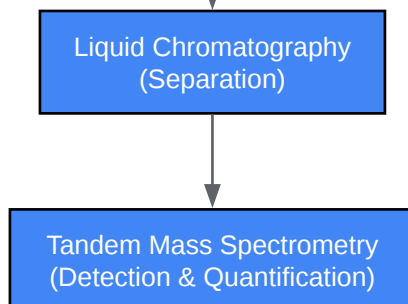 Liquid Chromatography
(Separation)
Tandem Mass Spectrometry
(Detection & Quantification)